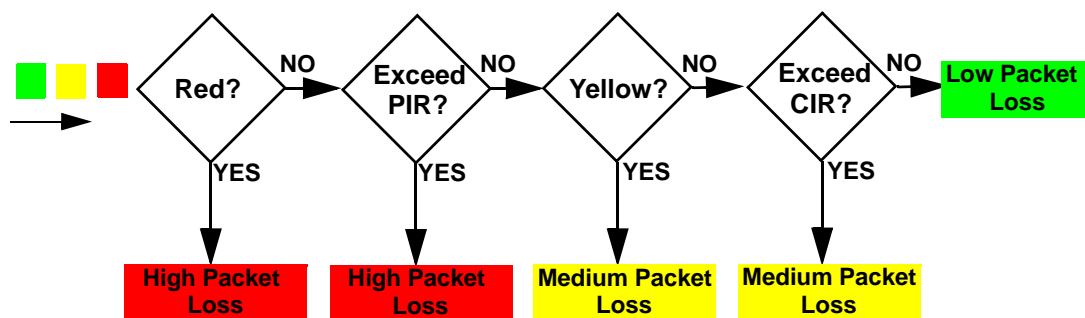 Red?
NO
YES
High Packet
Loss
Exceed
PIR?
NO
YES
High Packet
Loss
Yellow?
NO
YES
Medium Packet
Loss
Exceed
CIR?
NO
YES
Medium Packet
Loss
Low Packet
Loss